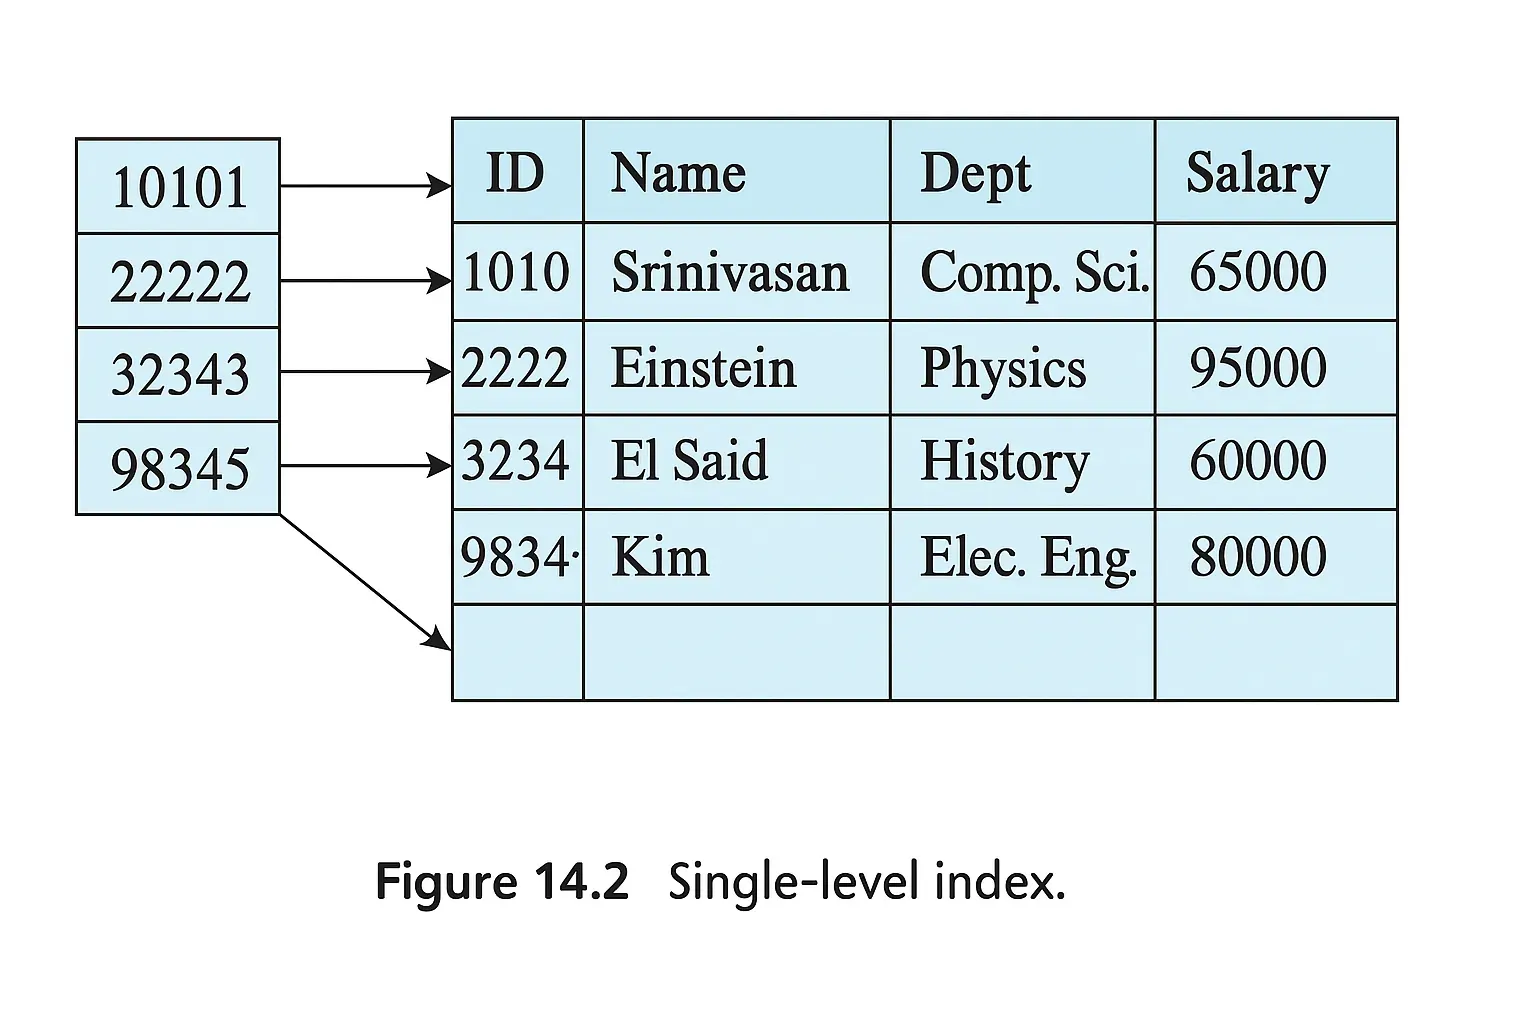 10101
22222
32343
98345
ID Name Dept Salary
1010 Srinivasan Comp. Sci. 65000
2222 Einstein Physics 95000
3234 El Said History 60000
9834· Kim Elec. Eng. 80000
Figure 14.2 Single-level index.